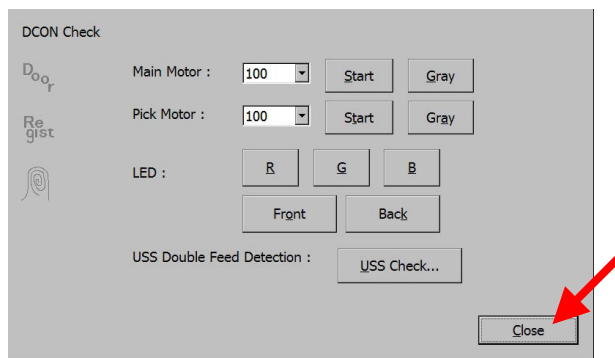 DCON Check
Door
Main Motor : 100 Start Gray
Regist
Pick Motor : 100 Start Gray
LED : R G B
Front Back
USS Double Feed Detection : USS Check...
Close